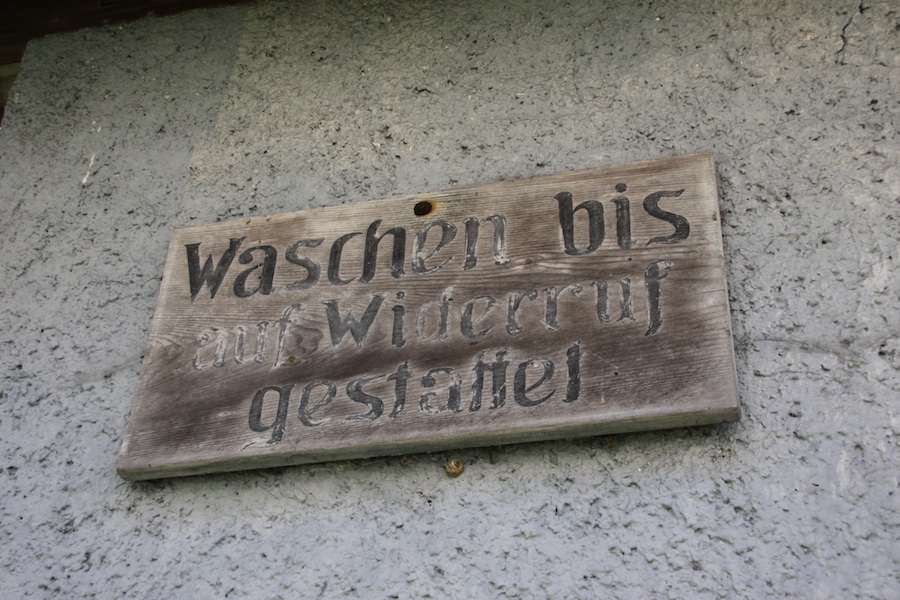 Waschen bis
auf Widerruf
gestattet